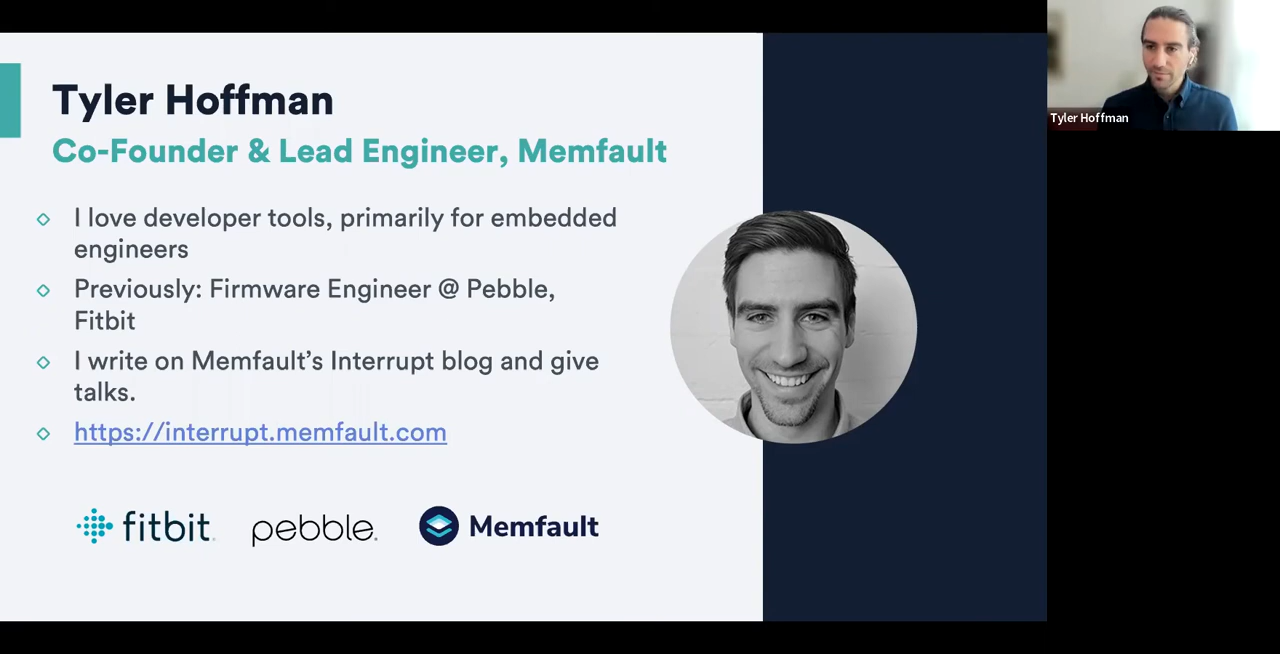 Tyler Hoffman
Co-Founder & Lead Engineer, Memfault
I love developer tools, primarily for embedded
engineers
Previously: Firmware Engineer @ Pebble,
Fitbit
I write on Memfault’s Interrupt blog and give
talks.
https://interrupt.memfault.com
fitbit
pebble
Memfault
Tyler Hoffman